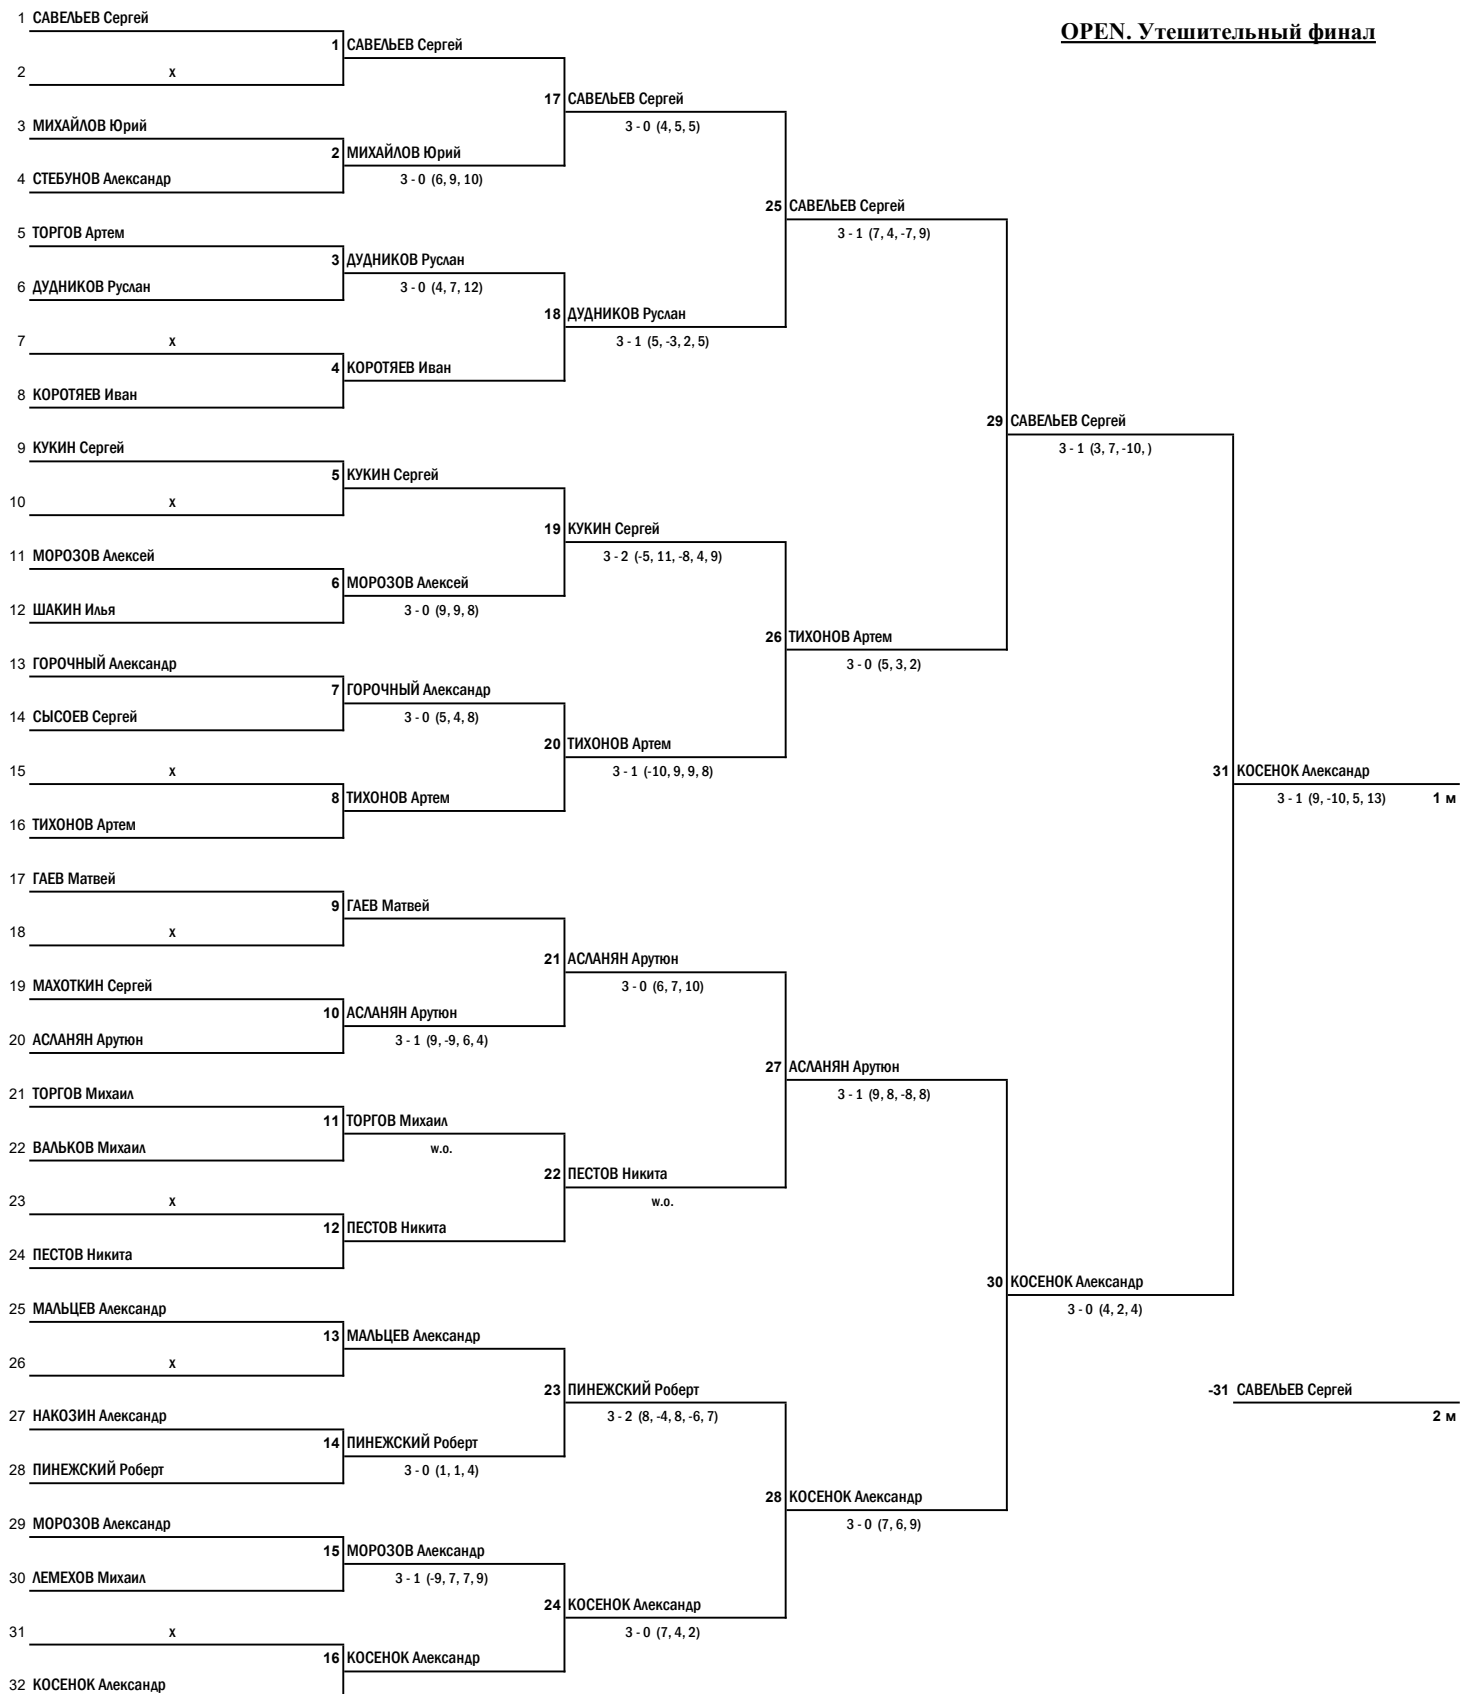 1 САВЕЛЬЕВ Сергей
OPEN. Утешительный финал
1 САВЕЛЬЕВ Сергей
2 x
17 САВЕЛЬЕВ Сергей
3 МИХАЙЛОВ Юрий
3 - 0 (4, 5, 5)
2 МИХАЙЛОВ Юрий
4 СТЕБУНОВ Александр
3 - 0 (6, 9, 10)
25 САВЕЛЬЕВ Сергей
5 ТОРГОВ Артем
3 - 1 (7, 4, -7, 9)
3 ДУДНИКОВ Руслан
6 ДУДНИКОВ Руслан
3 - 0 (4, 7, 12)
18 ДУДНИКОВ Руслан
7 x
3 - 1 (5, -3, 2, 5)
4 КОРОТЯЕВ Иван
8 КОРОТЯЕВ Иван
29 САВЕЛЬЕВ Сергей
9 КУКИН Сергей
3 - 1 (3, 7, -10, )
5 КУКИН Сергей
10 x
19 КУКИН Сергей
11 МОРОЗОВ Алексей
3 - 2 (-5, 11, -8, 4, 9)
6 МОРОЗОВ Алексей
12 ШАКИН Илья
3 - 0 (9, 9, 8)
26 ТИХОНОВ Артем
13 ГОРОЧНЫЙ Александр
3 - 0 (5, 3, 2)
7 ГОРОЧНЫЙ Александр
14 СЫСОЕВ Сергей
3 - 0 (5, 4, 8)
20 ТИХОНОВ Артем
15 x
3 - 1 (-10, 9, 9, 8)
31 КОСЕНОК Александр
8 ТИХОНОВ Артем
3 - 1 (9, -10, 5, 13) 1 м
16 ТИХОНОВ Артем
17 ГАЕВ Матвей
9 ГАЕВ Матвей
18 x
21 АСЛАНЯН Арутюн
19 МАХОТКИН Сергей
3 - 0 (6, 7, 10)
10 АСЛАНЯН Арутюн
20 АСЛАНЯН Арутюн
3 - 1 (9, -9, 6, 4)
27 АСЛАНЯН Арутюн
21 ТОРГОВ Михаил
3 - 1 (9, 8, -8, 8)
11 ТОРГОВ Михаил
22 ВАЛЬКОВ Михаил
w.o.
22 ПЕСТОВ Никита
23 x
w.o.
12 ПЕСТОВ Никита
24 ПЕСТОВ Никита
30 КОСЕНОК Александр
25 МАЛЬЦЕВ Александр
3 - 0 (4, 2, 4)
13 МАЛЬЦЕВ Александр
26 x
23 ПИНЕЖСКИЙ Роберт
-31 САВЕЛЬЕВ Сергей
27 НАКОЗИН Александр
3 - 2 (8, -4, 8, -6, 7)
2 м
14 ПИНЕЖСКИЙ Роберт
28 ПИНЕЖСКИЙ Роберт
3 - 0 (1, 1, 4)
28 КОСЕНОК Александр
29 МОРОЗОВ Александр
3 - 0 (7, 6, 9)
15 МОРОЗОВ Александр
30 ЛЕМЕХОВ Михаил
3 - 1 (-9, 7, 7, 9)
24 КОСЕНОК Александр
31 x
3 - 0 (7, 4, 2)
16 КОСЕНОК Александр
32 КОСЕНОК Александр